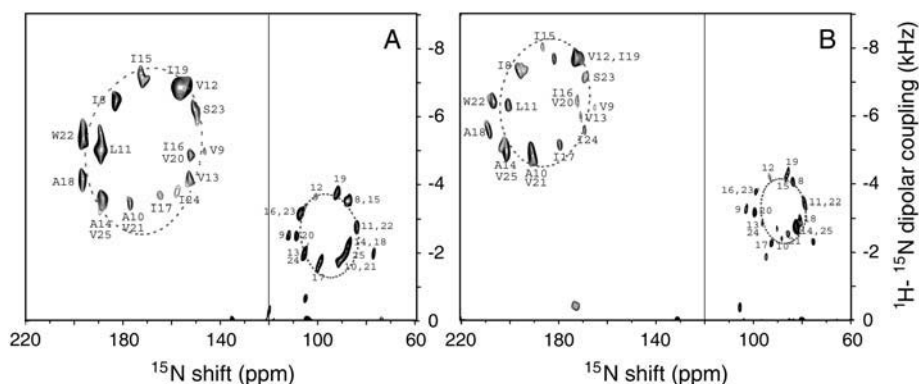 A
I15
I19
V12
I8
S23
W22
L11
I16
V20
V9
A18
V13
I24
I17
A14
V25
A10
V21
12
19
8,15
16,23
11,22
9
20
14,18
13
24
25
17
10,21
220
180
140
100
60
15N shift (ppm)
-8
-6
-4
-2
0
B
I15
V12,I19
I8
S23
W22
L11
I16
V20
V9
V13
A18
I24
I17
A14
V25
A10
V21
12
19
15
8
16,23
11,22
9
20
18
13
24
14,25
21
17
10
220
180
140
100
60
15N shift (ppm)
-8
-6
-4
-2
0
1H- 15N dipolar coupling (kHz)